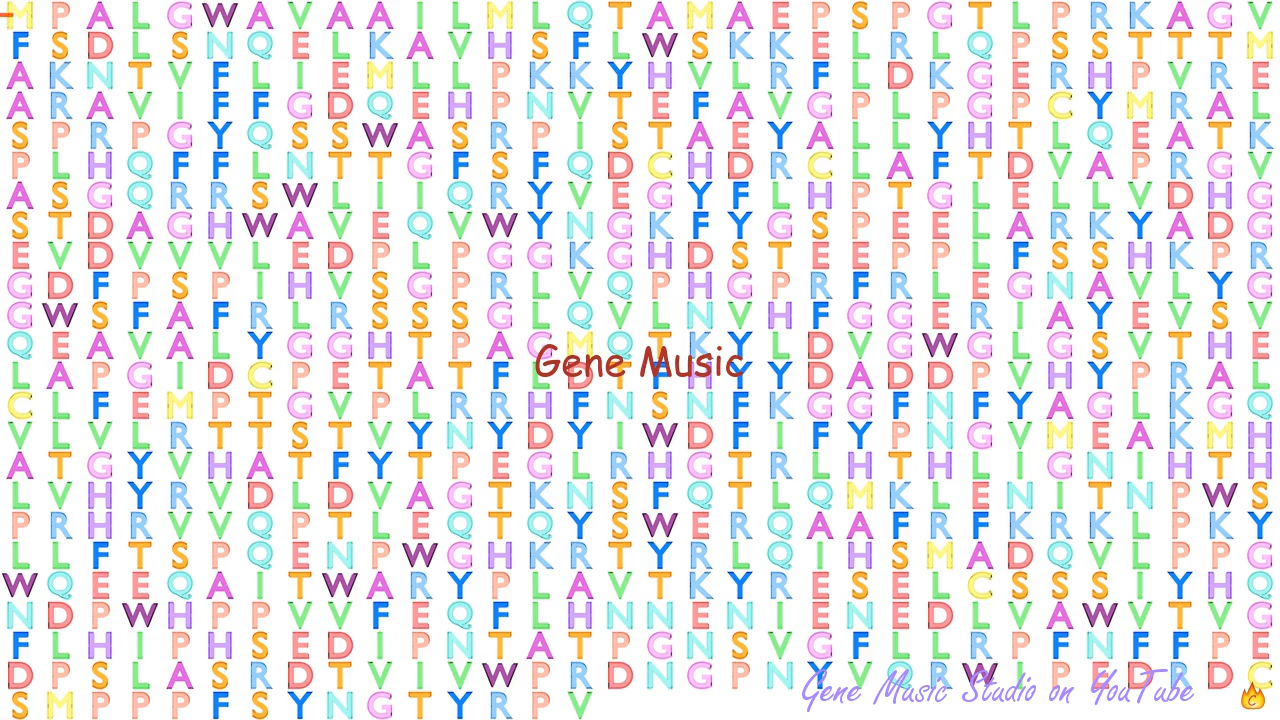 M P A L G W A V A A I L M L Q T A M A E P S P G T L P R K A G V
F S D L S N Q E L K A V H S F L W S K K E L R L Q P S S T T T M
A K N T V F L I E M L L P K K Y H V L R F L D K G E R H P V R E
A R A V I F F G D Q E H P N V T E F A V G P L P G P C Y M R A L
S P R P G Y Q S S W A S R P I S T A E Y A L L Y H T L Q E A T K
P L H Q F F L N T T G F S F Q D C H D R C L A F T D V A P R G V
A S G Q R R S W L I I Q R Y V E G Y F L H P T G L E L L V D H G
S T D A G H W A V E Q V W Y N G K F Y G S P E E L A R K Y A D G
E V D V V V L E D P L P G G K G H D S T E E P P L F S S H K P R
G D F P S P I H V S G P R L V Q P H G P R F R L E G N A V L Y G
G W S F A F R L R S S S G L Q V L N V H F G G E R I A Y E V S V
Q E A V A L Y G G H T P A G M Q T K Y L D V G W G L G S V T H E
Gene Music
L A P G I D C P E T A T F L D T F H Y Y D A D D P V H Y P R A L
C L F E M P T G V P L R R H F N S N F K G G F N F Y A G L K G Q
V L V L R T T S T V Y N Y D Y I W D F I F Y P N G V M E A K M H
A T G Y V H A T F Y T P E G L R H G T R L H T H L I G N I H T H
L V H Y R V D L D V A G T K N S F Q T L Q M K L E N I T N P W S
P R H R V V Q P T L E Q T Q Y S W E R Q A A F R F K R K L P K Y
L L F T S P Q E N P W G H K R T Y R L Q I H S M A D Q V L P P G
W Q E E Q A I T W A R Y P L A V T K Y R E S E L C S S S I Y H Q
N D P W H P P V V F E Q F L H N N E N I E N E D L V A W V T V G
F L H I P H S E D I P N T A T P G N S V G F L L R P F N F F P E
D P S L A S R D T V I V W P R D N G P N Y V Q R W L P E D R D C
S M P P P F S Y N G T Y R P V
Gene Music Studio on YouTube